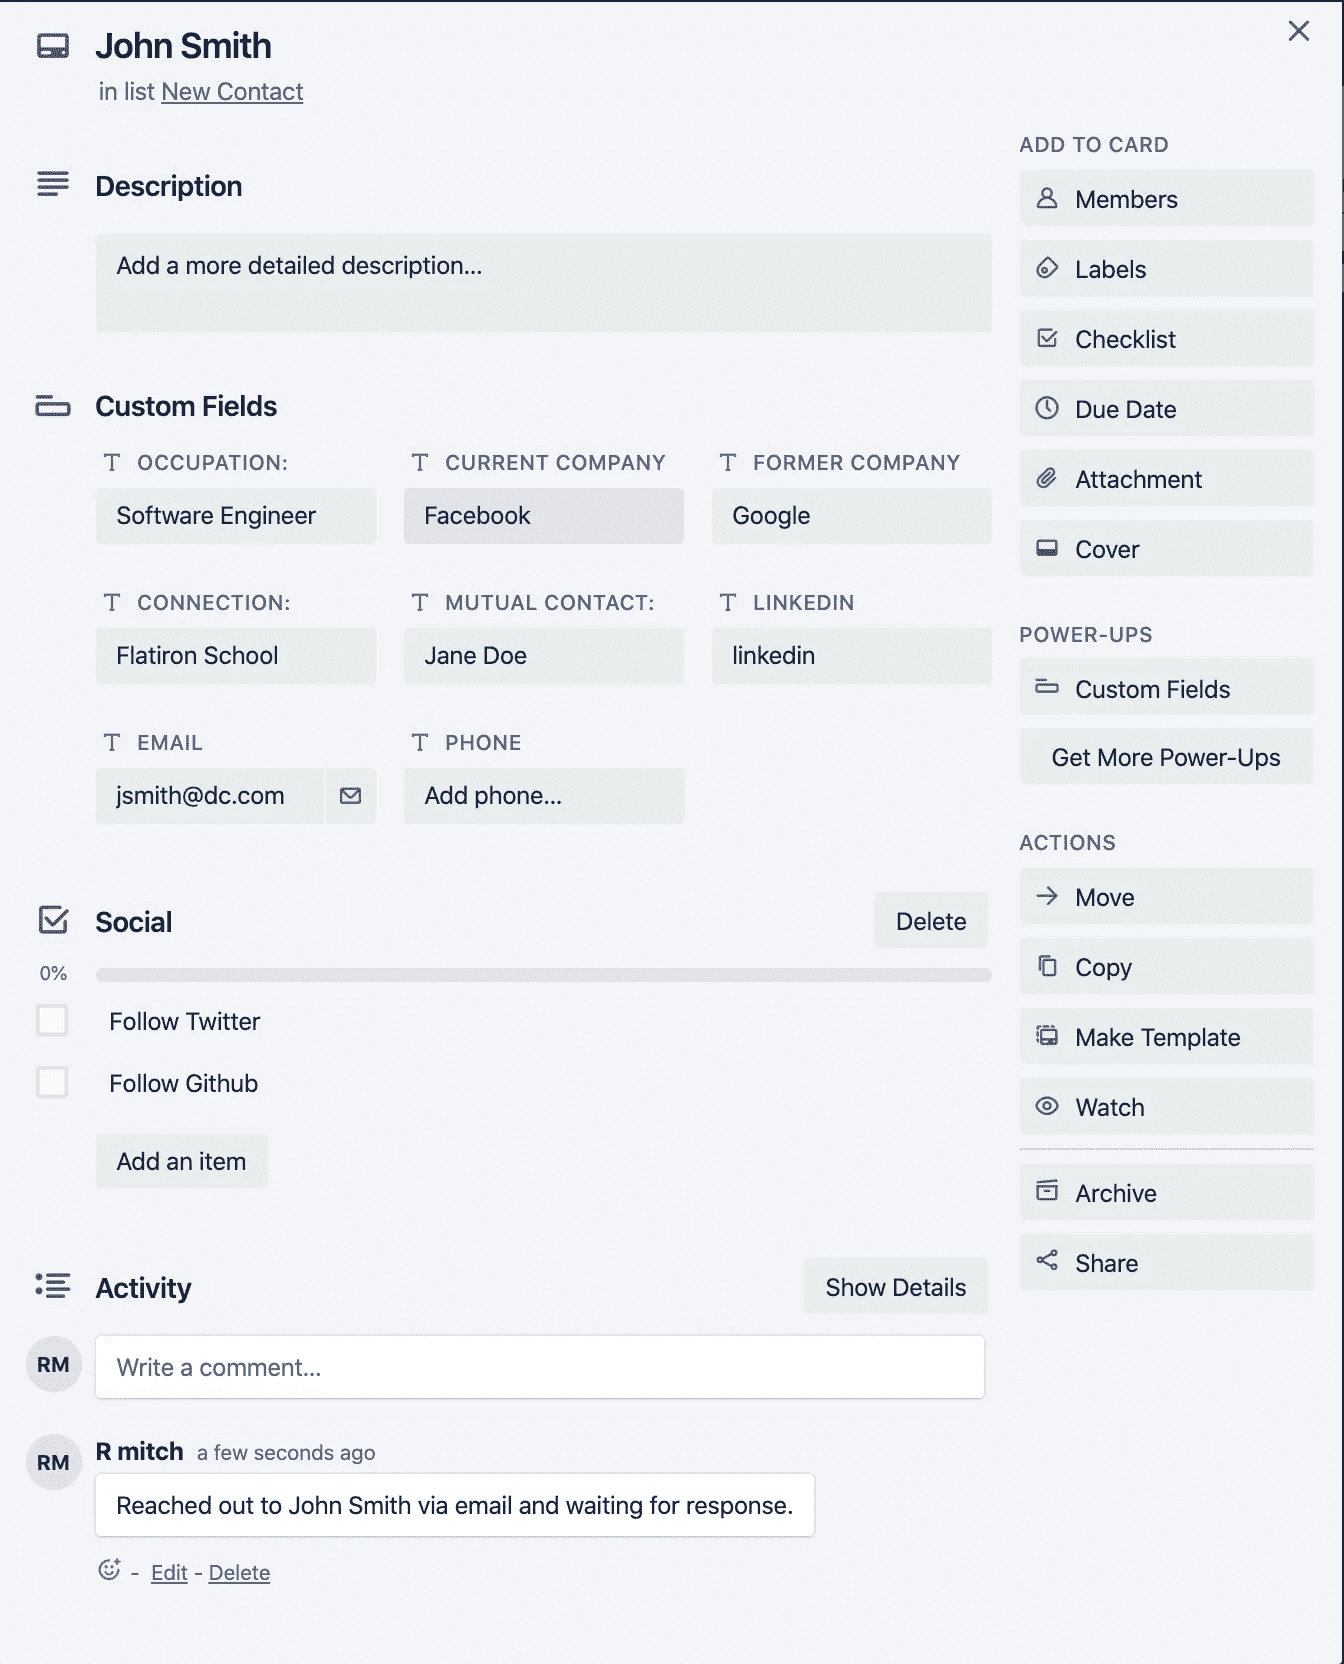 John Smith
in list New Contact
Description
Add a more detailed description...
Custom Fields
OCCUPATION:
CURRENT COMPANY
FORMER COMPANY
Software Engineer
Facebook
Google
CONNECTION:
MUTUAL CONTACT:
LINKEDIN
Flatiron School
Jane Doe
linkedin
EMAIL
PHONE
jsmith@dc.com
Add phone...
Social
Delete
0%
Follow Twitter
Follow Github
Add an item
Activity
Show Details
RM
Write a comment...
RM
R mitch a few seconds ago
Reached out to John Smith via email and waiting for response.
- Edit - Delete
ADD TO CARD
Members
Labels
Checklist
Due Date
Attachment
Cover
POWER-UPS
Custom Fields
Get More Power-Ups
ACTIONS
Move
Copy
Make Template
Watch
Archive
Share